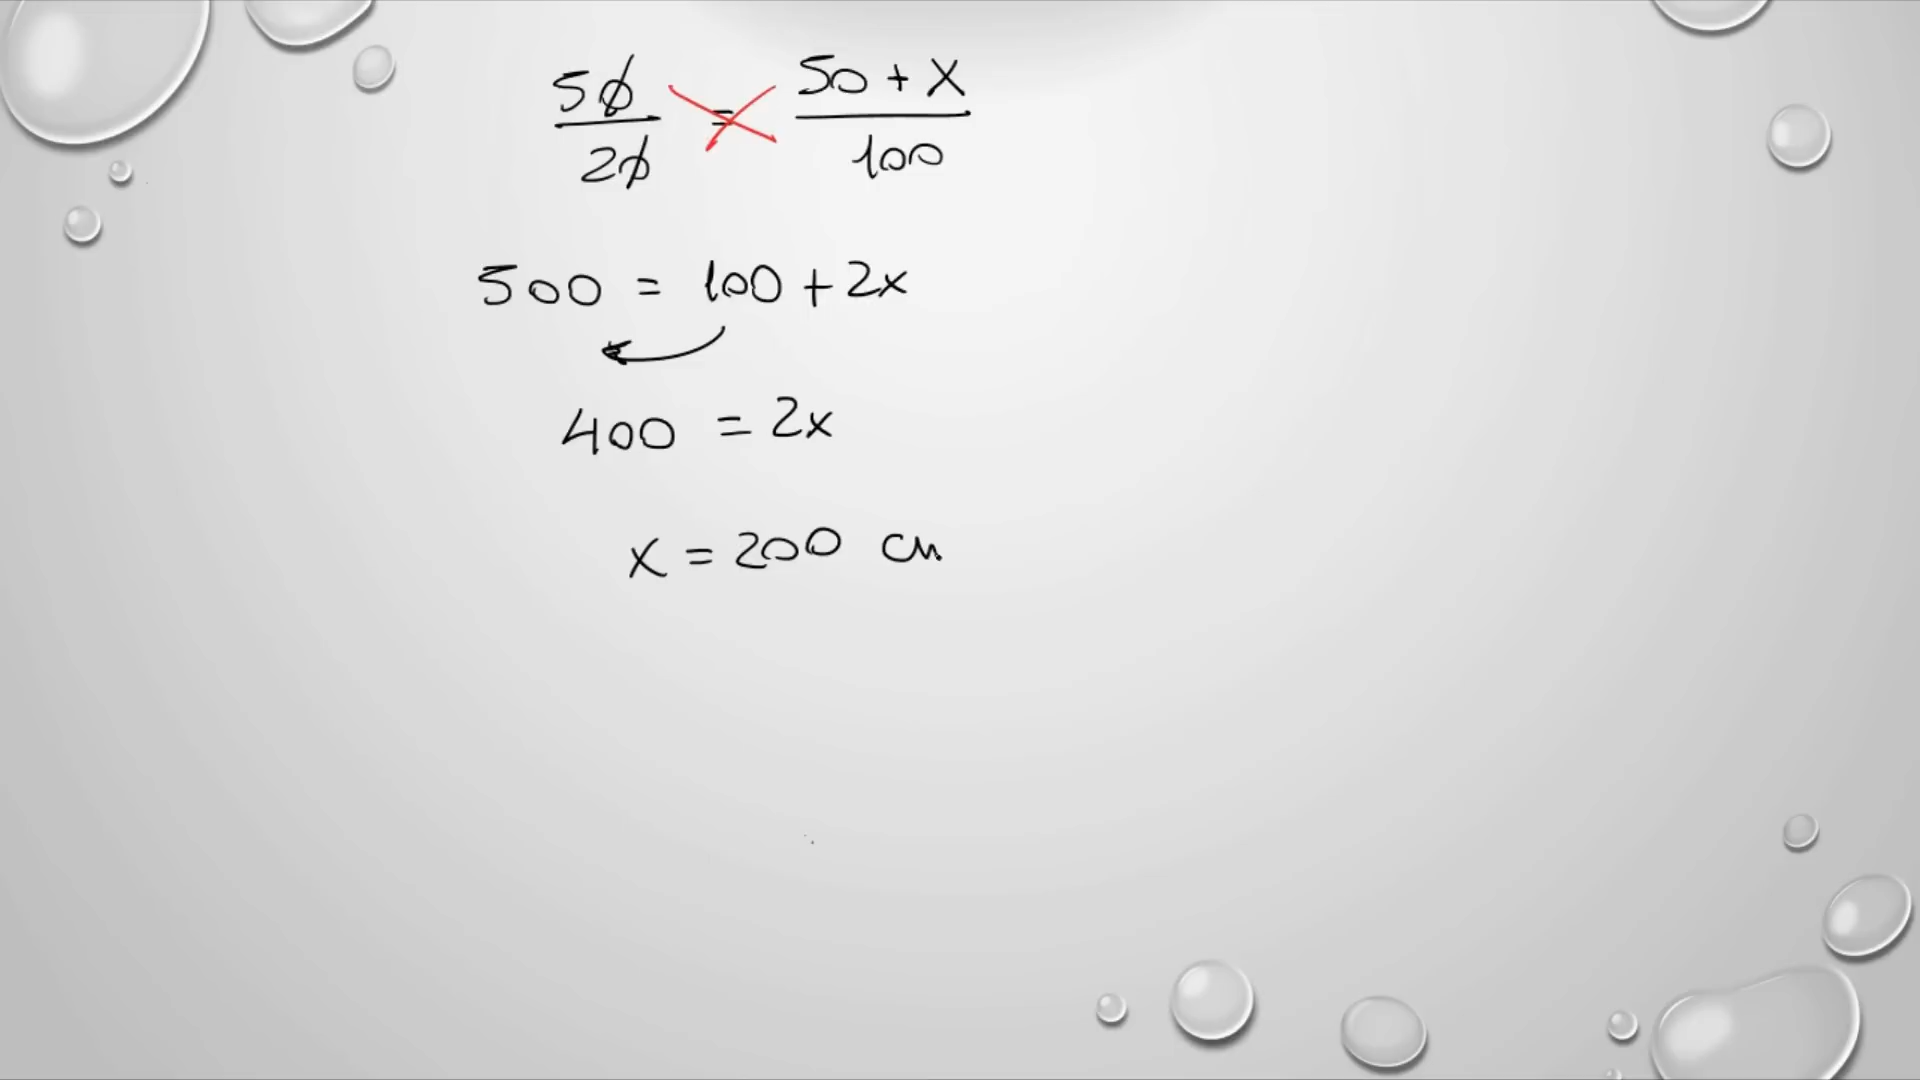 50/20 = (50 + x)/100
500 = 100 + 2x
400 = 2x
x = 200 cm